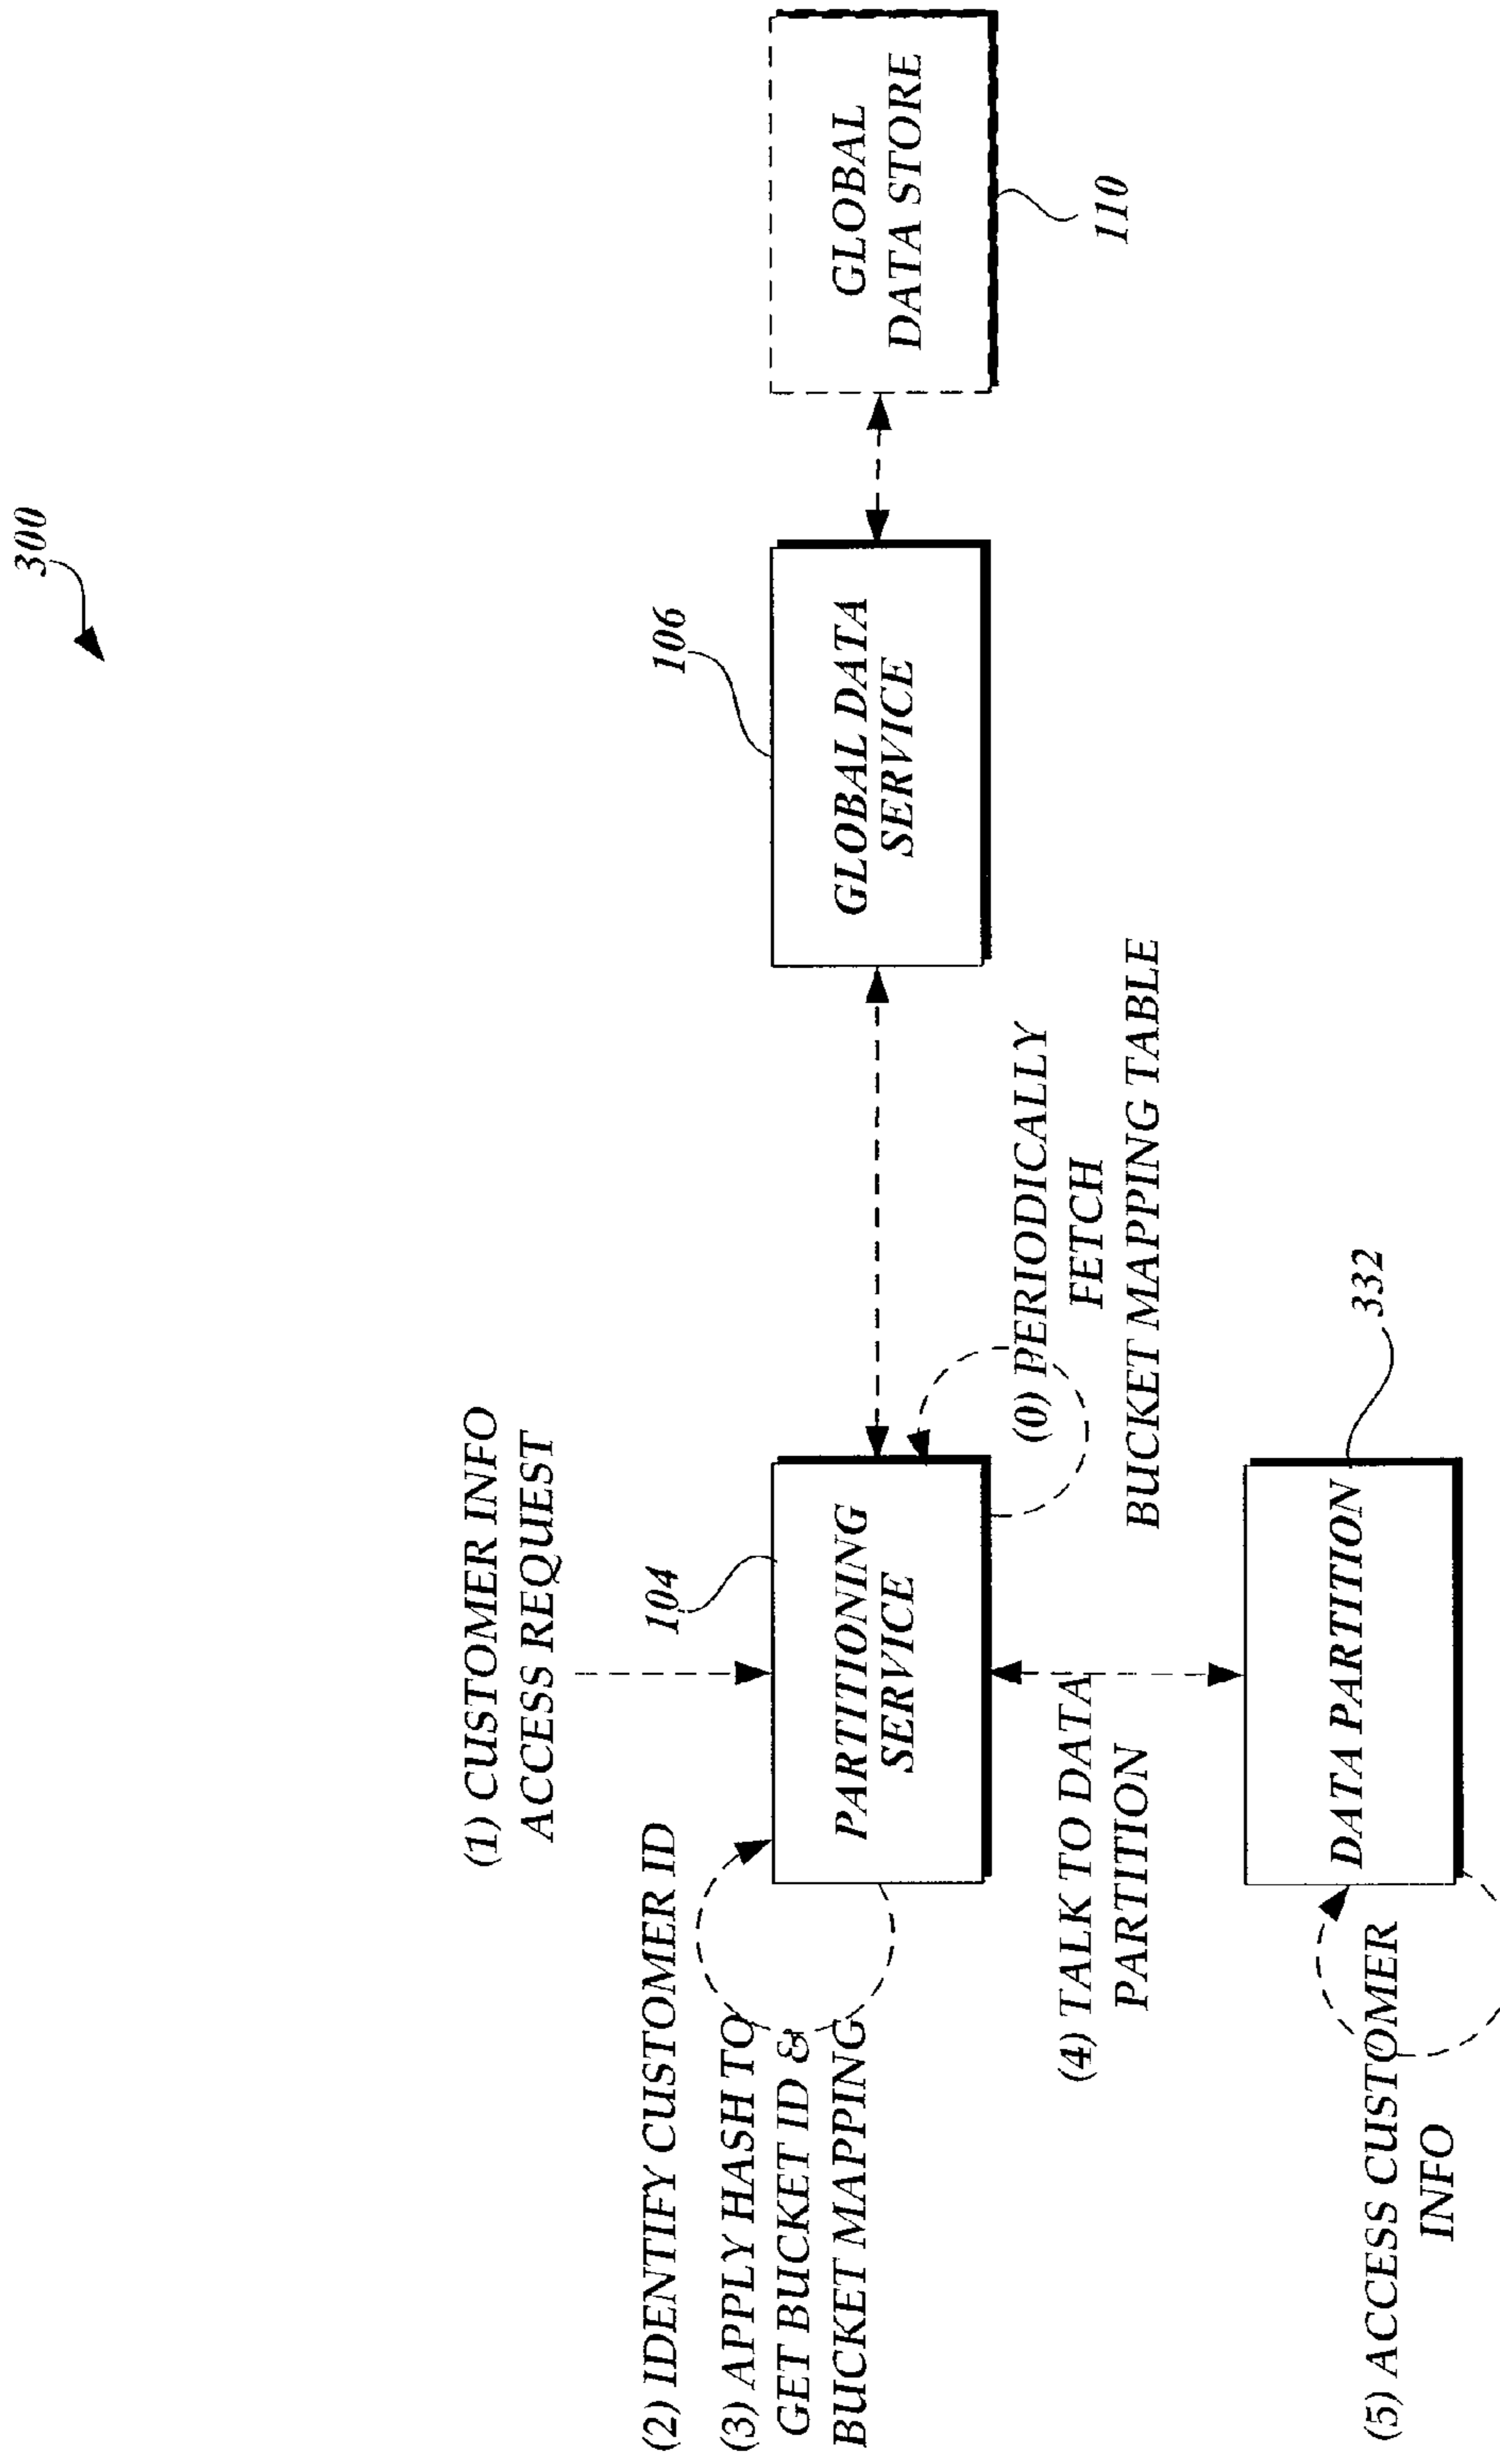 300
(1) CUSTOMER INFO
ACCESS REQUEST
(2) IDENTIFY CUSTOMER ID
(3) APPLY HASH TO
GET BUCKET ID &
BUCKET MAPPING
104
PARTITIONING
SERVICE
106
GLOBAL DATA
SERVICE
GLOBAL
DATA STORE
110
(0) PERIODICALLY
FETCH
BUCKET MAPPING TABLE
(4) TALK TO DATA
PARTITION
332
DATA PARTITION
(5) ACCESS CUSTOMER
INFO